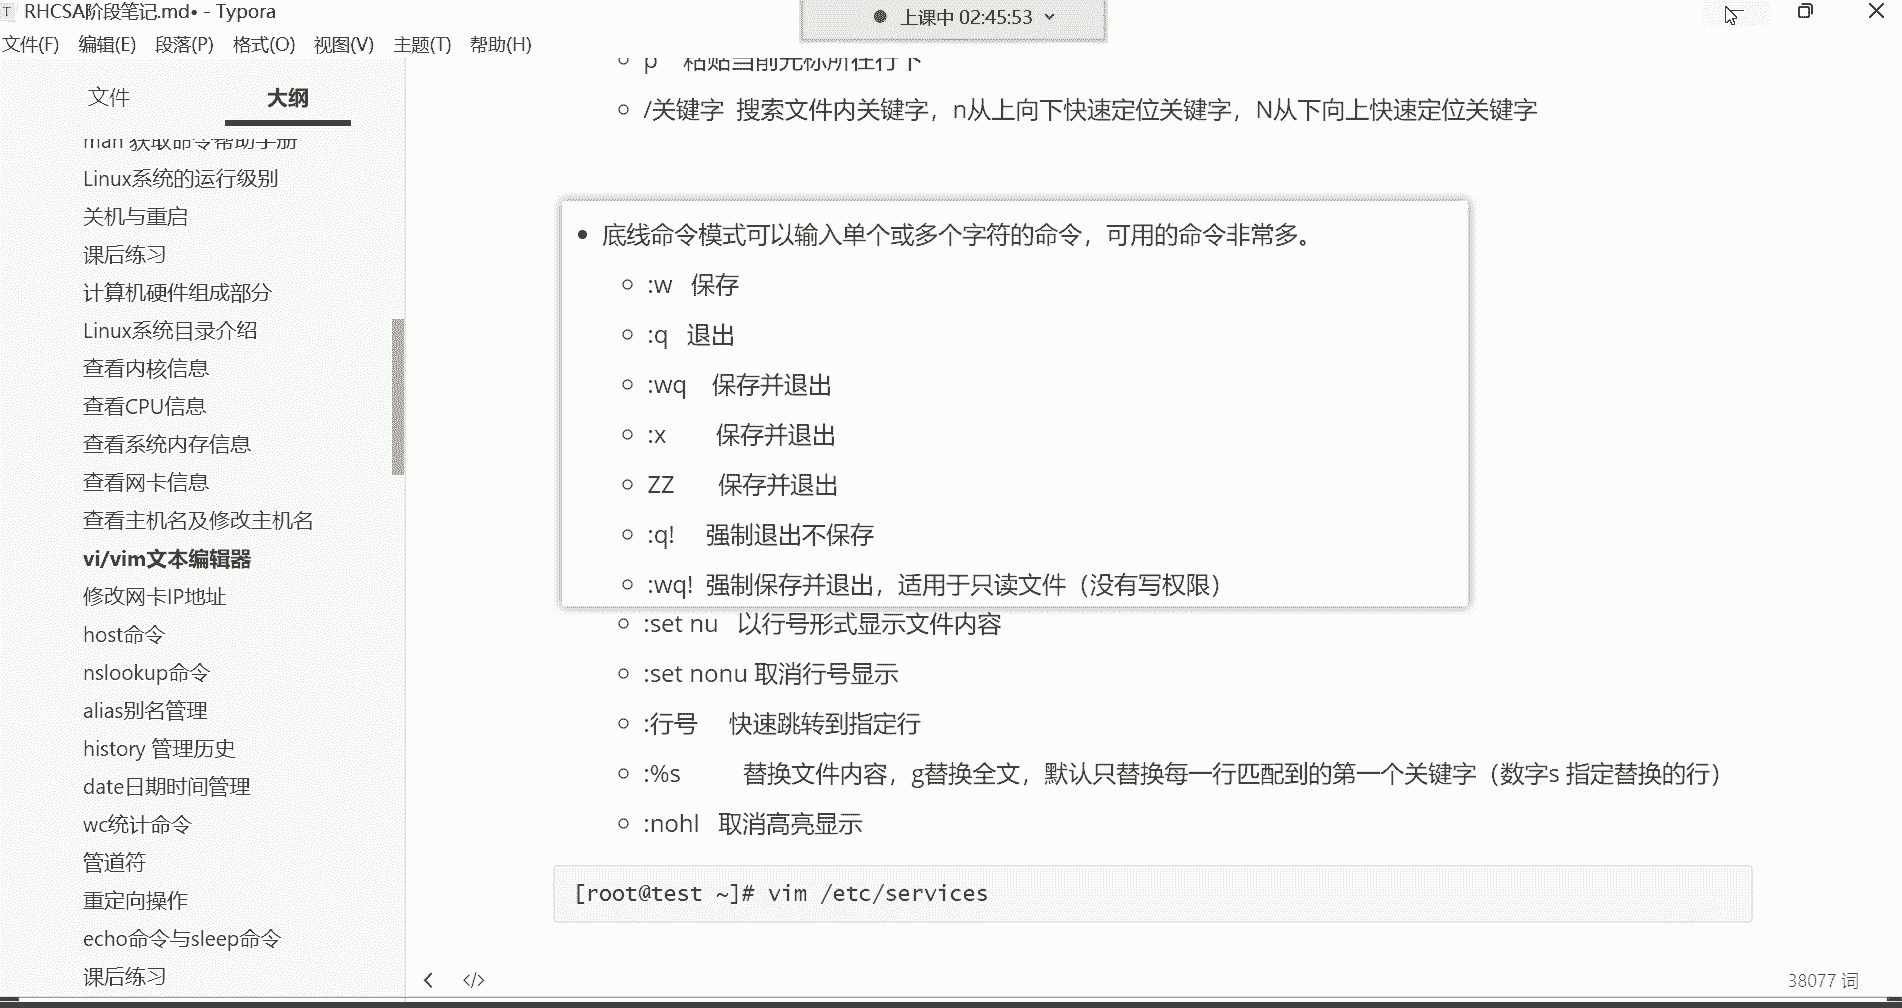 RHCSA阶段笔记.md• - Typora
上课中 02:45:53
文件(F) 编辑(E) 段落(P) 格式(O) 视图(V) 主题(T) 帮助(H)
文件 大纲
man 获取命令帮助手册
Linux系统的运行级别
关机与重启
课后练习
计算机硬件组成部分
Linux系统目录介绍
查看内核信息
查看CPU信息
查看系统内存信息
查看网卡信息
查看主机名及修改主机名
vi/vim文本编辑器
修改网卡IP地址
host命令
nslookup命令
alias别名管理
history 管理历史
date日期时间管理
wc统计命令
管道符
重定向操作
echo命令与sleep命令
课后练习
p 粘贴当前光标所在行下
/关键字 搜索文件内关键字，n从上向下快速定位关键字，N从下向上快速定位关键字
底线命令模式可以输入单个或多个字符的命令，可用的命令非常多。
:w 保存
:q 退出
:wq 保存并退出
:x 保存并退出
ZZ 保存并退出
:q! 强制退出不保存
:wq! 强制保存并退出，适用于只读文件（没有写权限）
:set nu 以行号形式显示文件内容
:set nonu 取消行号显示
:行号 快速跳转到指定行
:%s 替换文件内容，g替换全文，默认只替换每一行匹配到的第一个关键字（数字s 指定替换的行）
:nohl 取消高亮显示
[root@test ~]# vim /etc/services
38077 词